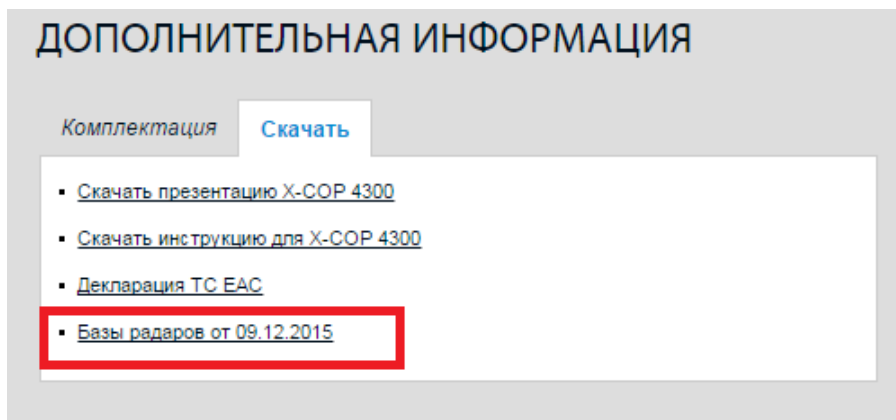 ДОПОЛНИТЕЛЬНАЯ ИНФОРМАЦИЯ
Комплектация Скачать
Скачать презентацию X-COP 4300
Скачать инструкцию для X-COP 4300
Декларация ТС ЕАС
Базы радаров от 09.12.2015